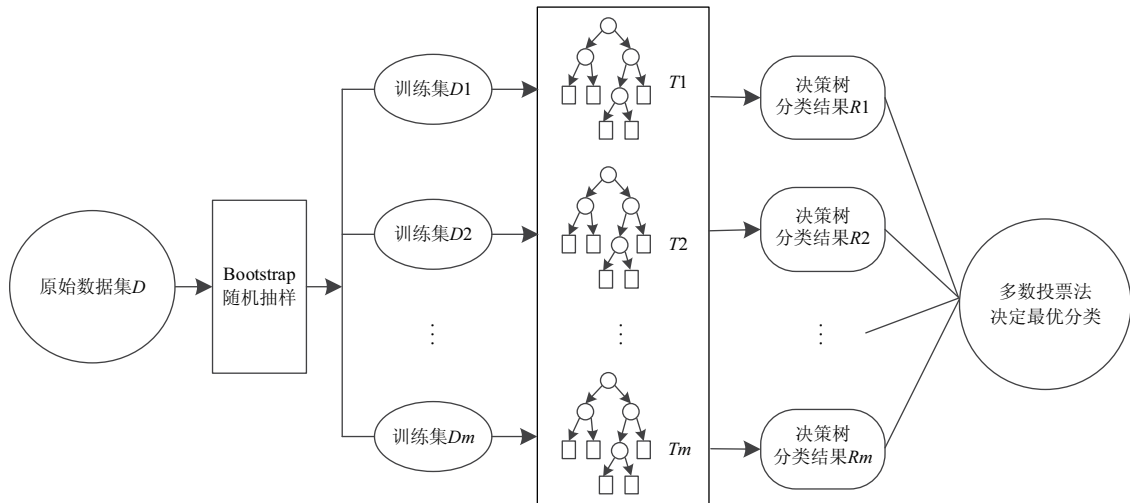 原始数据集D
Bootstrap
随机抽样
训练集D1
训练集D2
⋮
训练集Dm
T1
T2
⋮
Tm
决策树
分类结果R1
决策树
分类结果R2
⋮
决策树
分类结果Rm
多数投票法
决定最优分类